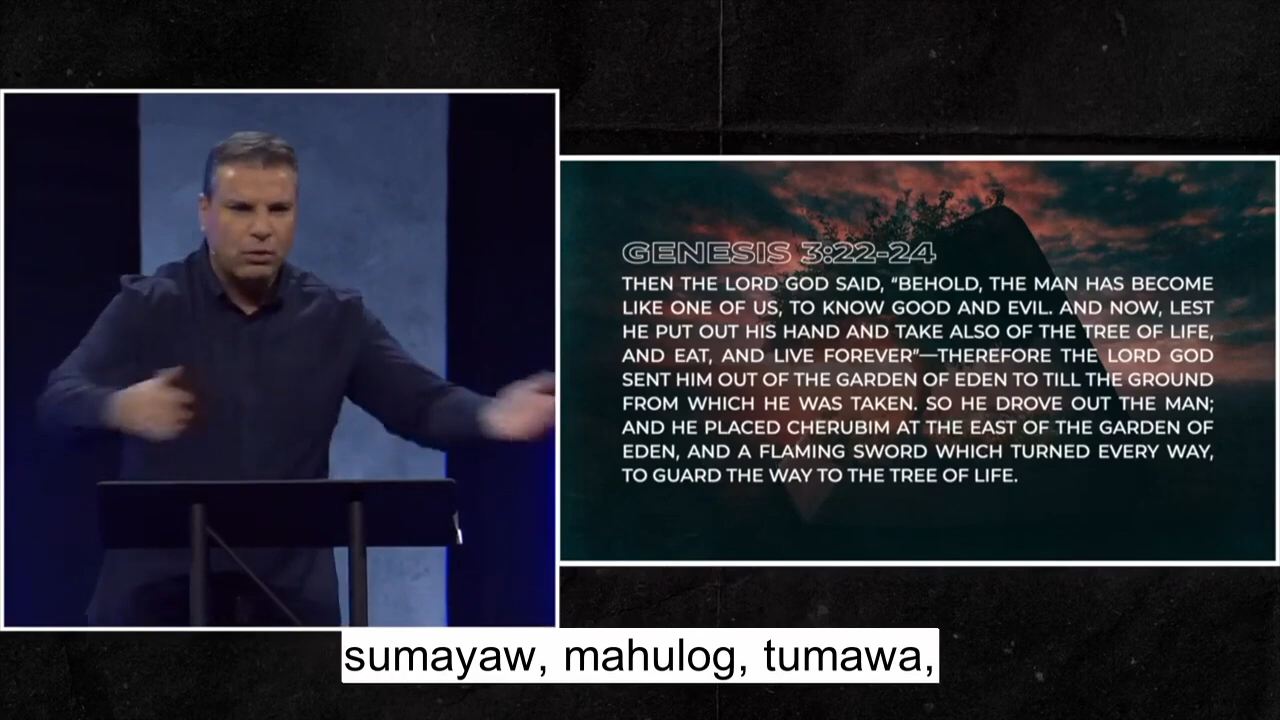 GENESIS 3:22-24
THEN THE LORD GOD SAID, “BEHOLD, THE MAN HAS BECOME
LIKE ONE OF US, TO KNOW GOOD AND EVIL. AND NOW, LEST
HE PUT OUT HIS HAND AND TAKE ALSO OF THE TREE OF LIFE,
AND EAT, AND LIVE FOREVER”—THEREFORE THE LORD GOD
SENT HIM OUT OF THE GARDEN OF EDEN TO TILL THE GROUND
FROM WHICH HE WAS TAKEN. SO HE DROVE OUT THE MAN;
AND HE PLACED CHERUBIM AT THE EAST OF THE GARDEN OF
EDEN, AND A FLAMING SWORD WHICH TURNED EVERY WAY,
TO GUARD THE WAY TO THE TREE OF LIFE.
sumayaw, mahulog, tumawa,